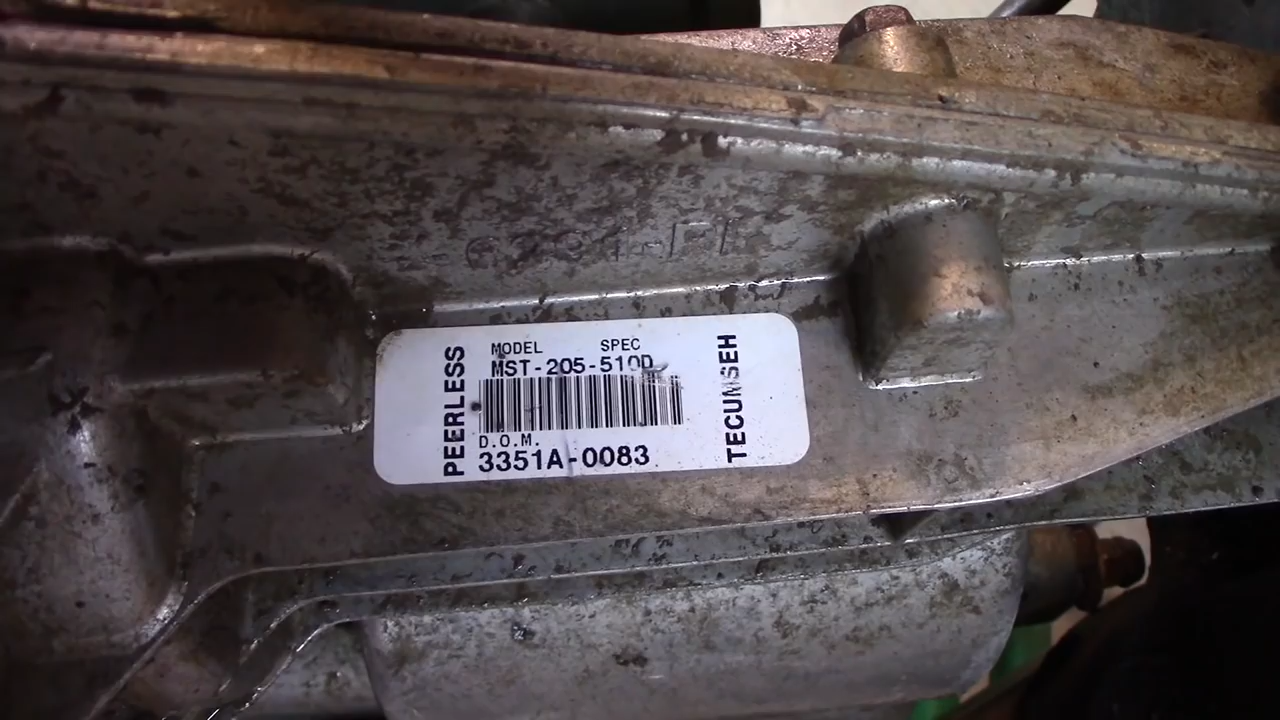 PEERLESS
MODEL SPEC
MST-205-510D
D.O.M.
3351A-0083
TECUMSEH